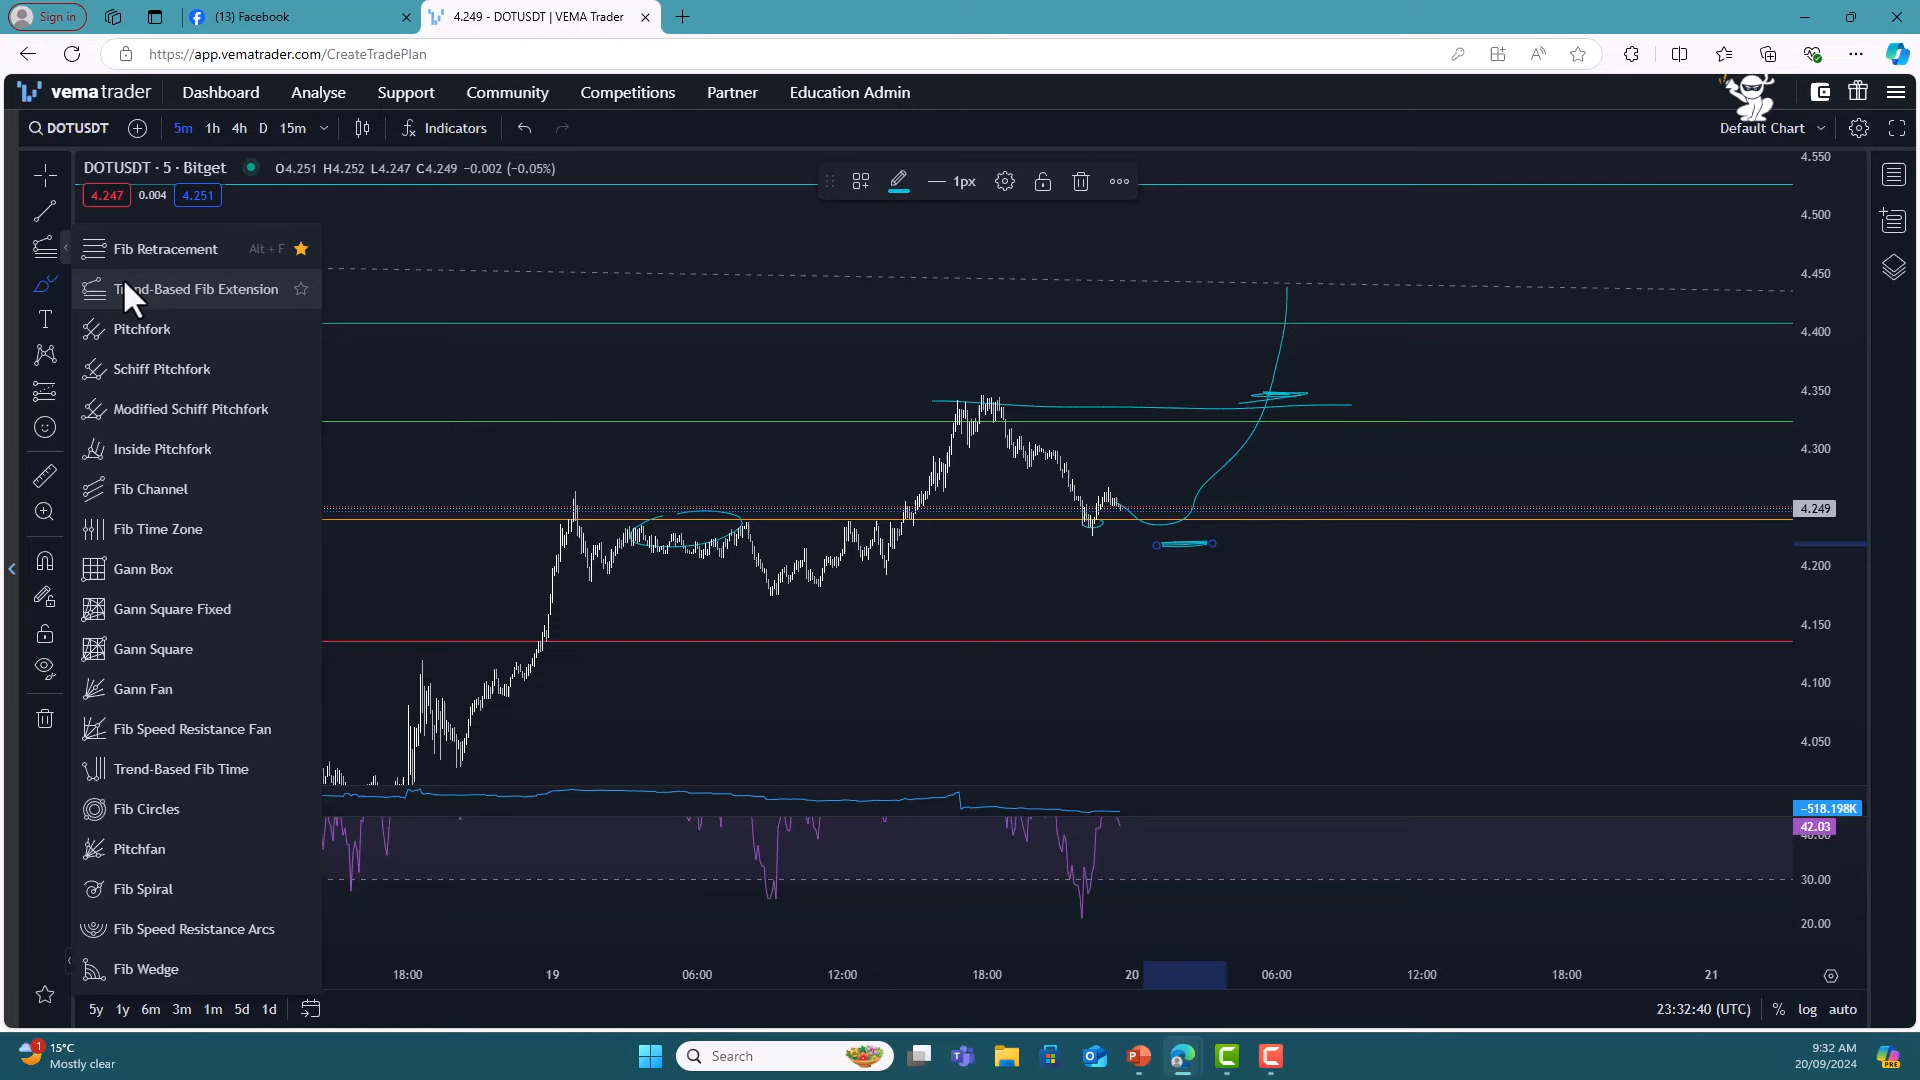 Sign in
(13) Facebook
4.249 - DOTUSDT | VEMA Trader
https://app.vematrader.com/CreateTradePlan
vematrader Dashboard Analyse Support Community Competitions Partner Education Admin
DOTUSDT 5m 1h 4h D 15m Indicators Default Chart
DOTUSDT · 5 · Bitget O4.251 H4.252 L4.247 C4.249 −0.002 (−0.05%)
1px
4.247 0.004 4.251
Fib Retracement Alt + F
Trend-Based Fib Extension
Pitchfork
Schiff Pitchfork
Modified Schiff Pitchfork
Inside Pitchfork
Fib Channel
Fib Time Zone
Gann Box
Gann Square Fixed
Gann Square
Gann Fan
Fib Speed Resistance Fan
Trend-Based Fib Time
Fib Circles
Pitchfan
Fib Spiral
Fib Speed Resistance Arcs
Fib Wedge
4.550
4.500
4.450
4.400
4.350
4.300
4.249
4.200
4.150
4.100
4.050
−518.198K
42.03
40.00
30.00
20.00
18:00 19 06:00 12:00 18:00 20 06:00 12:00 18:00 21
5y 1y 6m 3m 1m 5d 1d 23:32:40 (UTC) % log auto
1
15°C
Mostly clear
Search
9:32 AM
20/09/2024
PRE